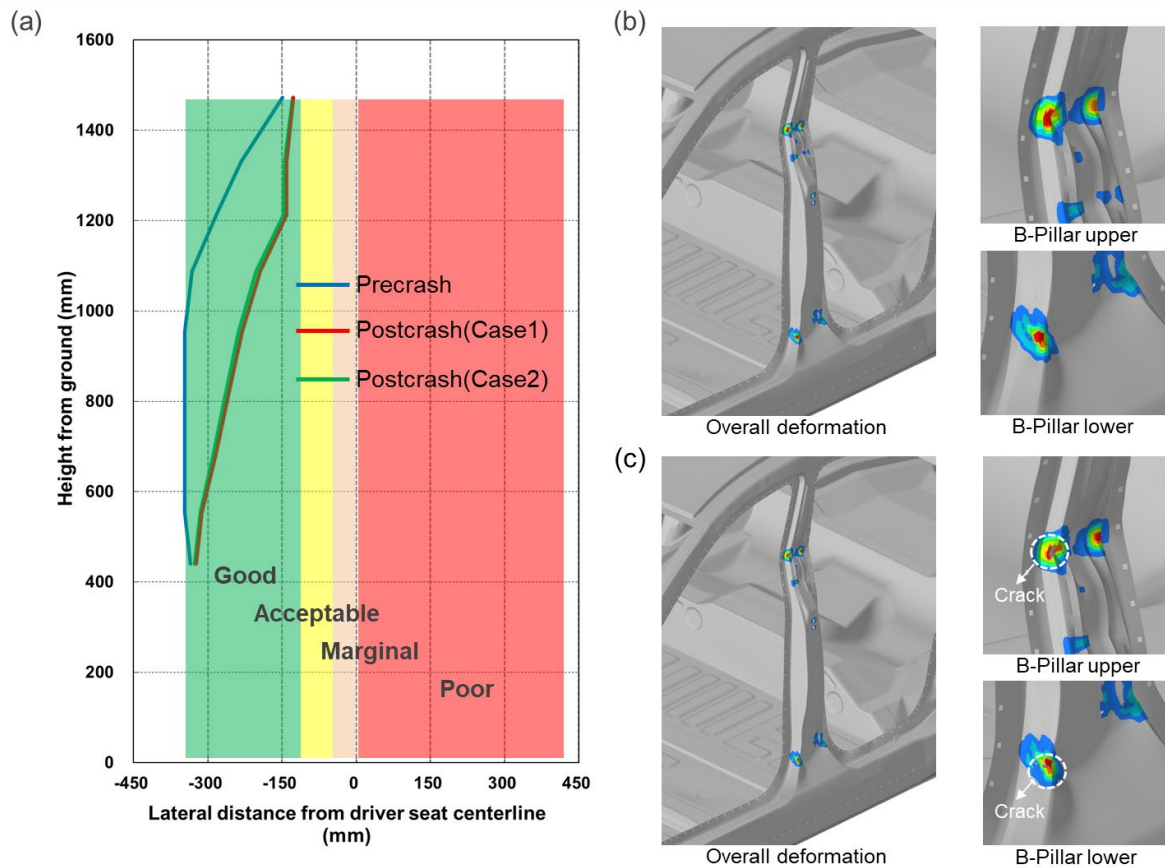 (a)
1600
1400
1200
1000
800
600
400
200
0
Height from ground (mm)
-450
-300
-150
0
150
300
450
Lateral distance from driver seat centerline
(mm)
Precrash
Postcrash(Case1)
Postcrash(Case2)
Good
Acceptable
Marginal
Poor
(b)
Overall deformation
B-Pillar upper
B-Pillar lower
(c)
Overall deformation
Crack
B-Pillar upper
Crack
B-Pillar lower